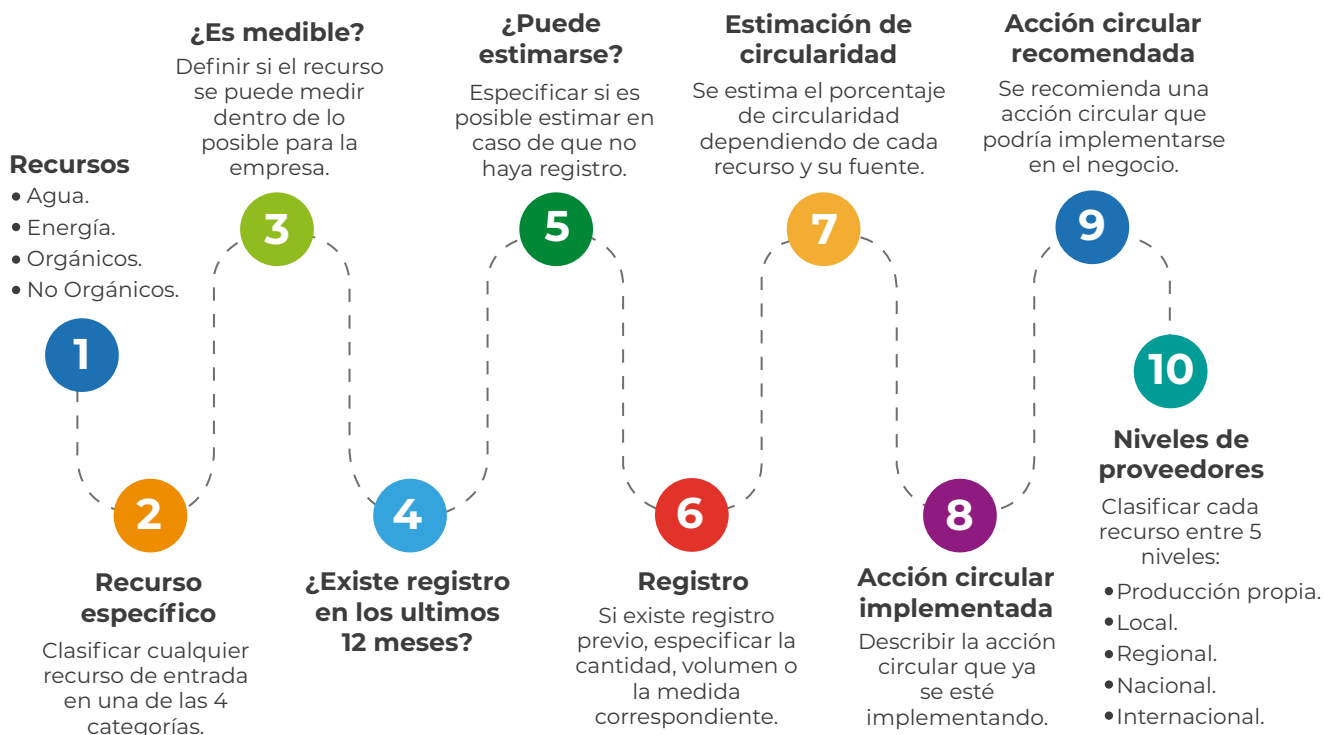 Recursos
• Agua.
• Energía.
• Orgánicos.
• No Orgánicos.
1
2
Recurso
específico
Clasificar cualquier
recurso de entrada
en una de las 4
categorías.
¿Es medible?
Definir si el recurso
se puede medir
dentro de lo
posible para la
empresa.
3
4
¿Existe registro
en los ultimos
12 meses?
¿Puede
estimarse?
Especificar si es
posible estimar en
caso de que no
haya registro.
5
6
Registro
Si existe registro
previo, especificar la
cantidad, volumen o
la medida
correspondiente.
Estimación de
circularidad
Se estima el porcentaje
de circularidad
dependiendo de cada
recurso y su fuente.
7
8
Acción circular
implementada
Describir la acción
circular que ya
se esté
implementando.
Acción circular
recomendada
Se recomienda una
acción circular que
podría implementarse
en el negocio.
9
10
Niveles de
proveedores
Clasificar cada
recurso entre 5
niveles:
• Producción propia.
• Local.
• Regional.
• Nacional.
• Internacional.